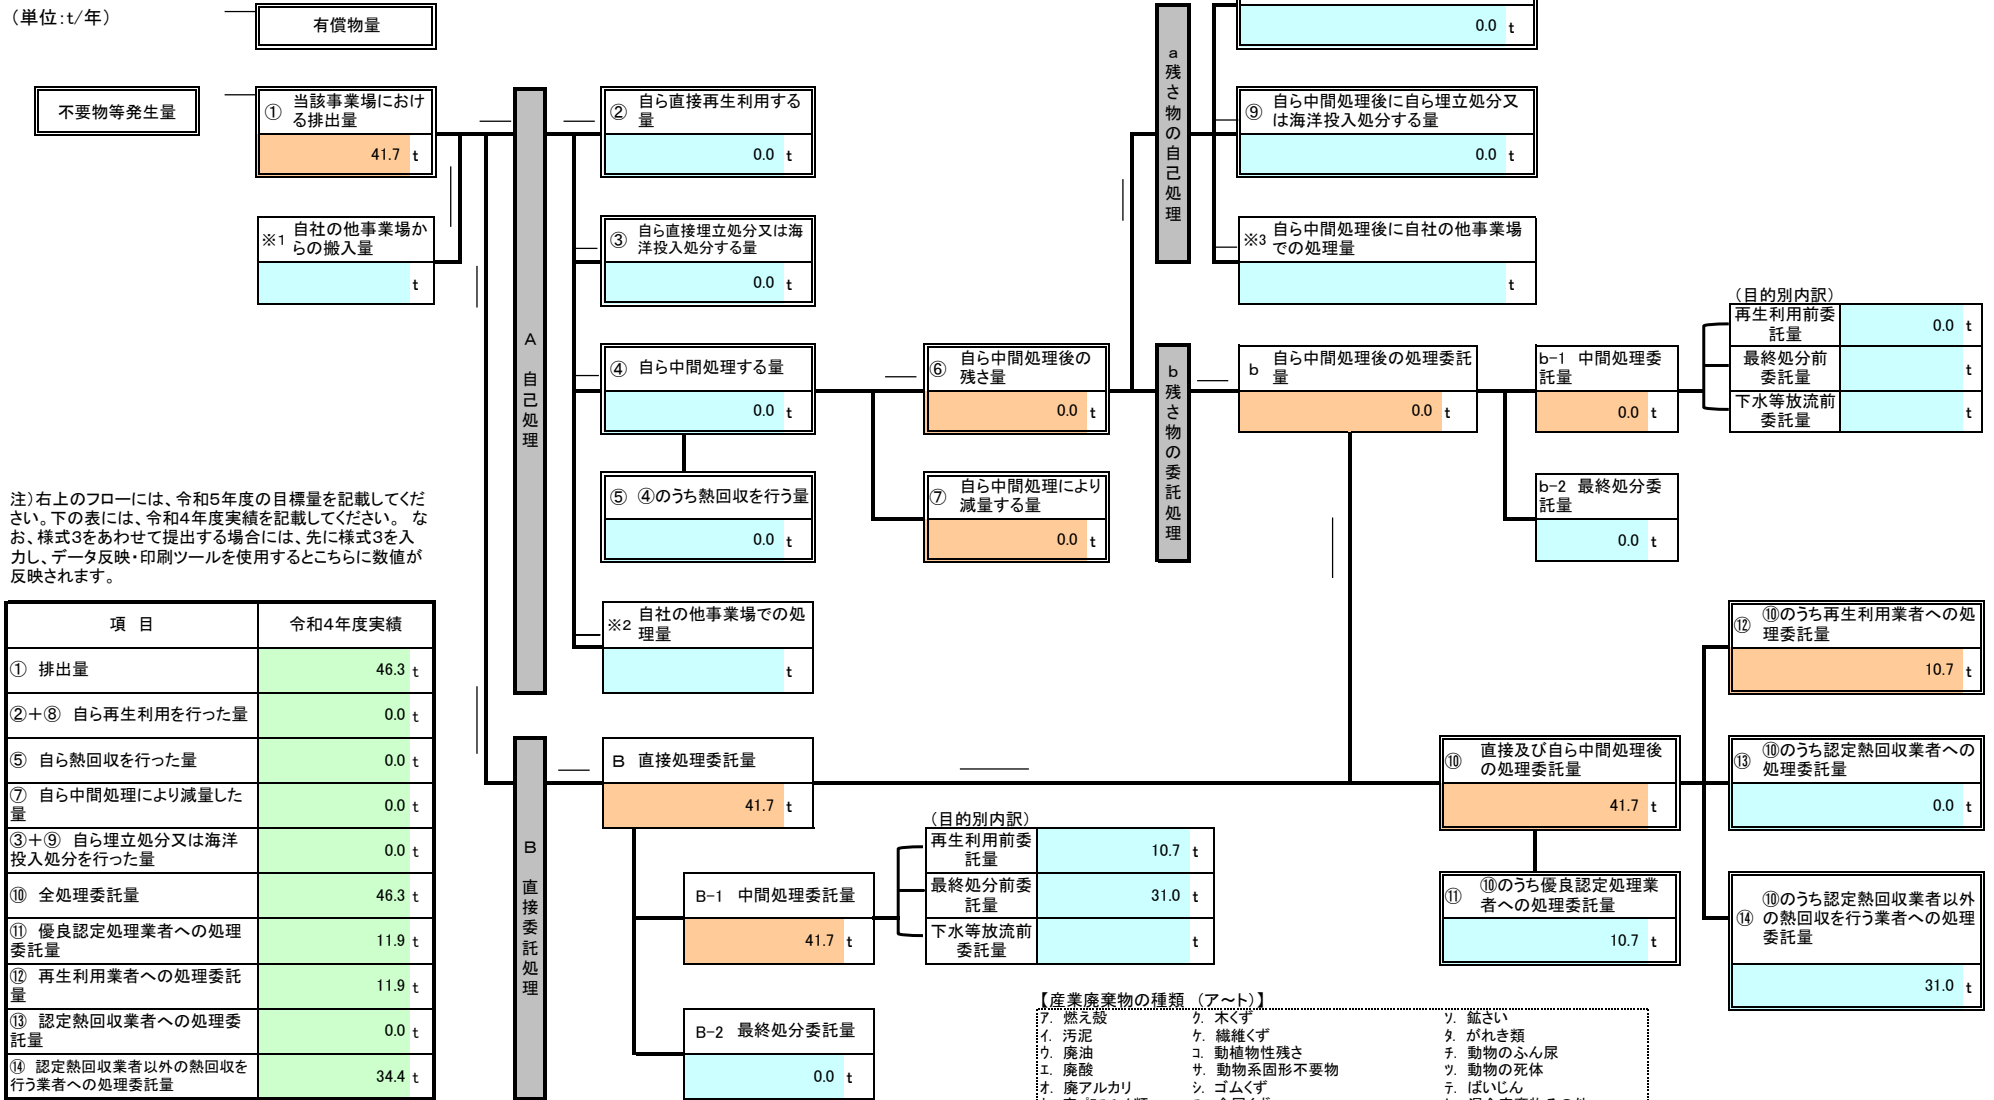 （単位:t/年）
有償物量
0.0 t
不要物等発生量
① 当該事業場におけ
る排出量
41.7 t
※1 自社の他事業場か
らの搬入量
t
A 自己処理
② 自ら直接再生利用する
量
0.0 t
③ 自ら直接埋立処分又は海
洋投入処分する量
0.0 t
④ 自ら中間処理する量
0.0 t
⑤ ④のうち熱回収を行う量
0.0 t
※2 自社の他事業場での処
理量
t
⑥ 自ら中間処理後の
残さ量
0.0 t
⑦ 自ら中間処理により
減量する量
0.0 t
a 残さ物の自己処理
⑨ 自ら中間処理後に自ら埋立処分又
は海洋投入処分する量
0.0 t
※3 自ら中間処理後に自社の他事業場
での処理量
t
b 残さ物の委託処理
b 自ら中間処理後の処理委託
量
0.0 t
b-1 中間処理委
託量
0.0 t
（目的別内訳）
再生利用前委
託量
0.0 t
最終処分前
委託量
t
下水等放流前
委託量
t
b-2 最終処分委
託量
0.0 t
注）右上のフローには、令和5年度の目標量を記載してくだ
さい。下の表には、令和4年度実績を記載してください。 な
お、様式3をあわせて提出する場合には、先に様式3を入
力し、データ反映・印刷ツールを使用するとこちらに数値が
反映されます。
項 目 令和4年度実績
① 排出量 46.3 t
②＋⑧ 自ら再生利用を行った量 0.0 t
⑤ 自ら熱回収を行った量 0.0 t
⑦ 自ら中間処理により減量した
量 0.0 t
③＋⑨ 自ら埋立処分又は海洋
投入処分を行った量 0.0 t
⑩ 全処理委託量 46.3 t
⑪ 優良認定処理業者への処理
委託量 11.9 t
⑫ 再生利用業者への処理委託
量 11.9 t
⑬ 認定熱回収業者への処理委
託量 0.0 t
⑭ 認定熱回収業者以外の熱回収を
行う業者への処理委託量 34.4 t
B 直接委託処理
B 直接処理委託量
41.7 t
B-1 中間処理委託量
41.7 t
（目的別内訳）
再生利用前委
託量
10.7 t
最終処分前委
託量
31.0 t
下水等放流前
委託量
t
B-2 最終処分委託量
0.0 t
⑩ 直接及び自ら中間処理後
の処理委託量
41.7 t
⑪ ⑩のうち優良認定処理業
者への処理委託量
10.7 t
⑫ ⑩のうち再生利用業者への処
理委託量
10.7 t
⑬ ⑩のうち認定熱回収業者への
処理委託量
0.0 t
⑭ ⑩のうち認定熱回収業者以外
の熱回収を行う業者への処理
委託量
31.0 t
【産業廃棄物の種類 （ア～ト）】
ア. 燃え殻 ク. 木くず ソ. 鉱さい
イ. 汚泥 ケ. 繊維くず タ. がれき類
ウ. 廃油 コ. 動植物性残さ チ. 動物のふん尿
エ. 廃酸 サ. 動物系固形不要物 ツ. 動物の死体
オ. 廃アルカリ シ. ゴムくず テ. ばいじん